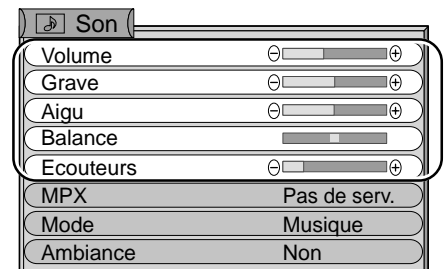 Son
Volume
Grave
Aigu
Balance
Ecouteurs
MPX Pas de serv.
Mode Musique
Ambiance Non